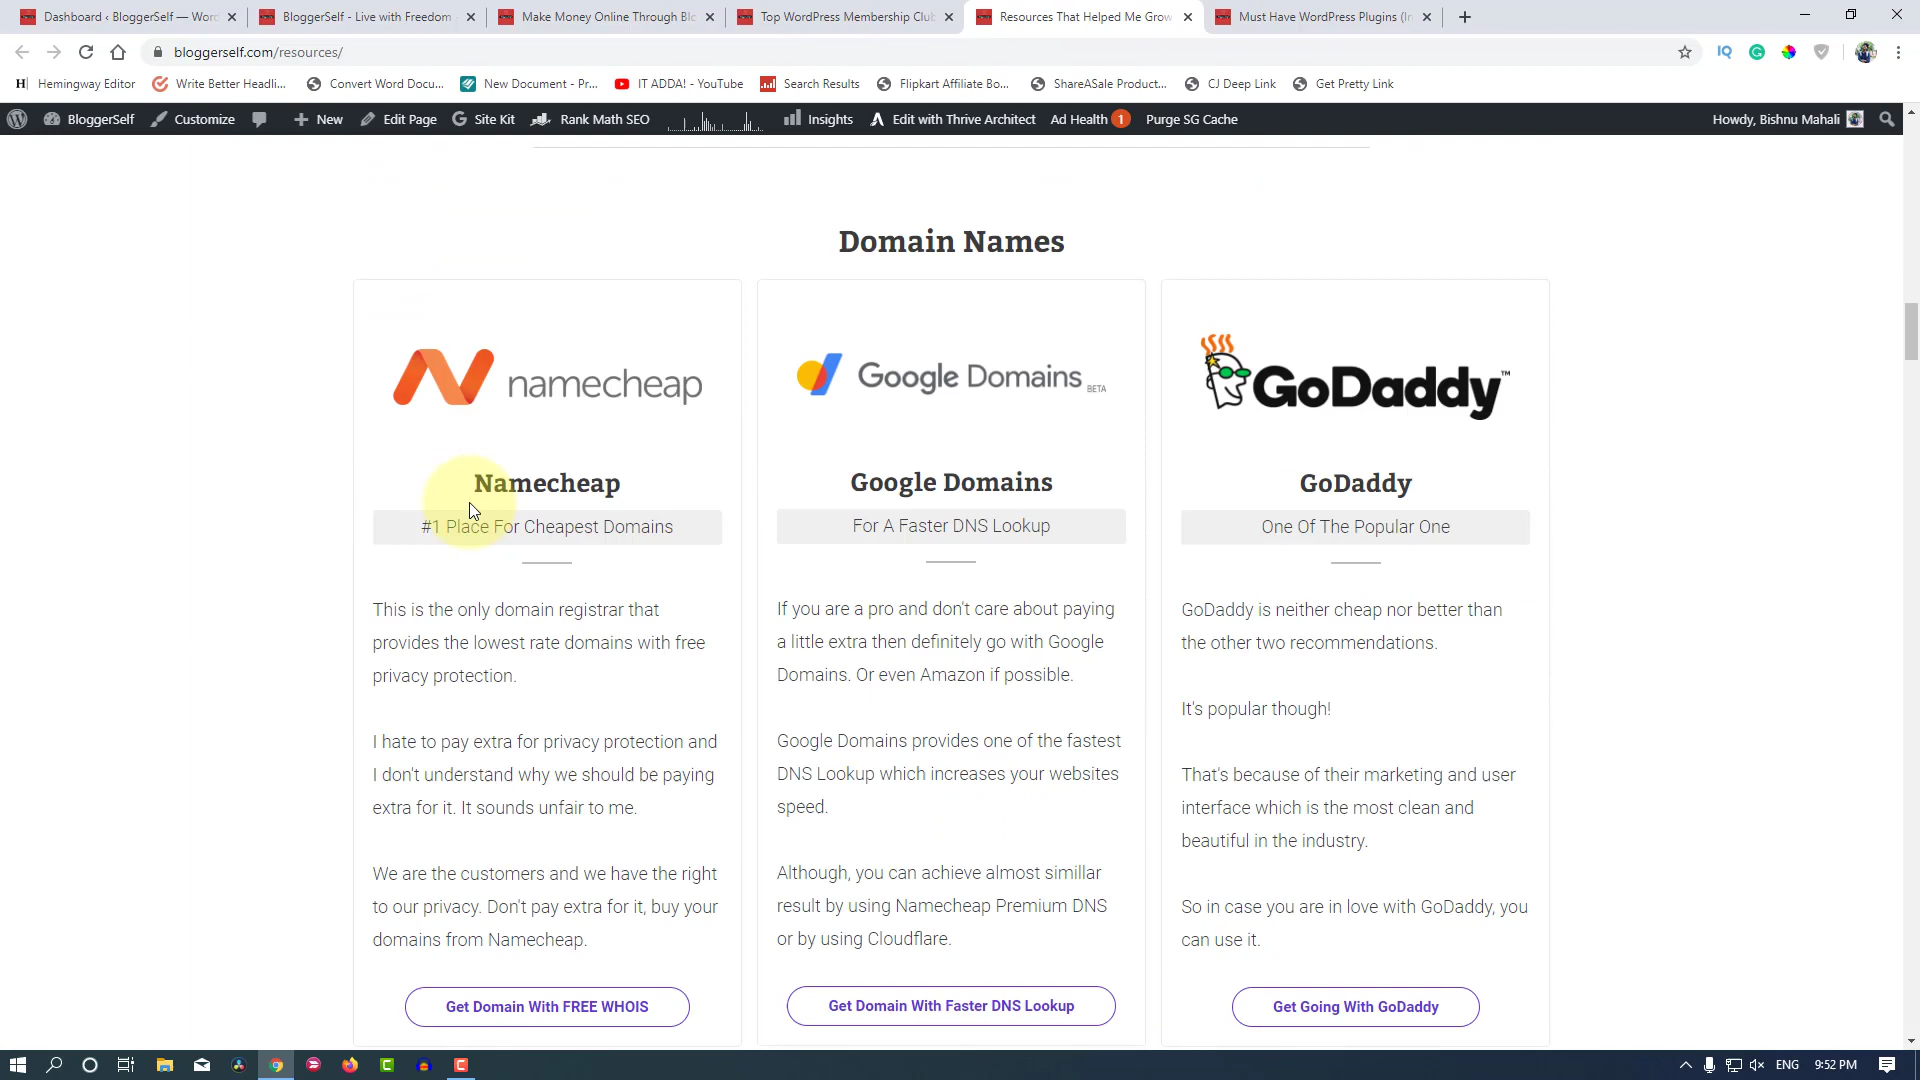 Dashboard ‹ BloggerSelf — Wor
BloggerSelf - Live with Freedom
Make Money Online Through Bl
Top WordPress Membership Club
Resources That Helped Me Grow
Must Have WordPress Plugins (In
bloggerself.com/resources/
IQ
H Hemingway Editor
Write Better Headli...
Convert Word Docu...
New Document - Pr...
IT ADDA! - YouTube
Search Results
Flipkart Affiliate Bo...
ShareASale Product...
CJ Deep Link
Get Pretty Link
BloggerSelf
Customize
New
Edit Page
Site Kit
Rank Math SEO
Insights
Edit with Thrive Architect
Ad Health 1
Purge SG Cache
Howdy, Bishnu Mahali
Domain Names
namecheap
Namecheap
#1 Place For Cheapest Domains
This is the only domain registrar that
provides the lowest rate domains with free
privacy protection.
I hate to pay extra for privacy protection and
I don't understand why we should be paying
extra for it. It sounds unfair to me.
We are the customers and we have the right
to our privacy. Don't pay extra for it, buy your
domains from Namecheap.
Get Domain With FREE WHOIS
Google Domains BETA
Google Domains
For A Faster DNS Lookup
If you are a pro and don't care about paying
a little extra then definitely go with Google
Domains. Or even Amazon if possible.
Google Domains provides one of the fastest
DNS Lookup which increases your websites
speed.
Although, you can achieve almost simillar
result by using Namecheap Premium DNS
or by using Cloudflare.
Get Domain With Faster DNS Lookup
GoDaddy™
GoDaddy
One Of The Popular One
GoDaddy is neither cheap nor better than
the other two recommendations.
It's popular though!
That's because of their marketing and user
interface which is the most clean and
beautiful in the industry.
So in case you are in love with GoDaddy, you
can use it.
Get Going With GoDaddy
ENG
9:52 PM